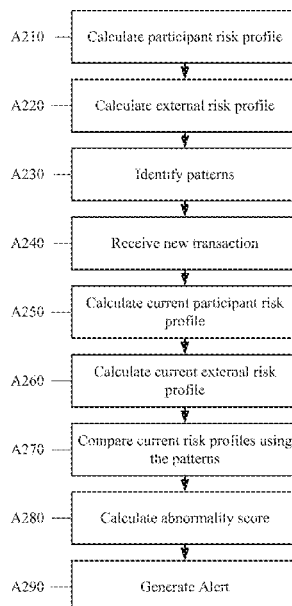 A210
Calculate participant risk profile
A220
Calculate external risk profile
A230
Identify patterns
A240
Receive new transaction
A250
Calculate current participant risk
profile
A260
Calculate current external risk
profile
A270
Compare current risk profiles using
the patterns
A280
Calculate abnormality score
A290
Generate Alert